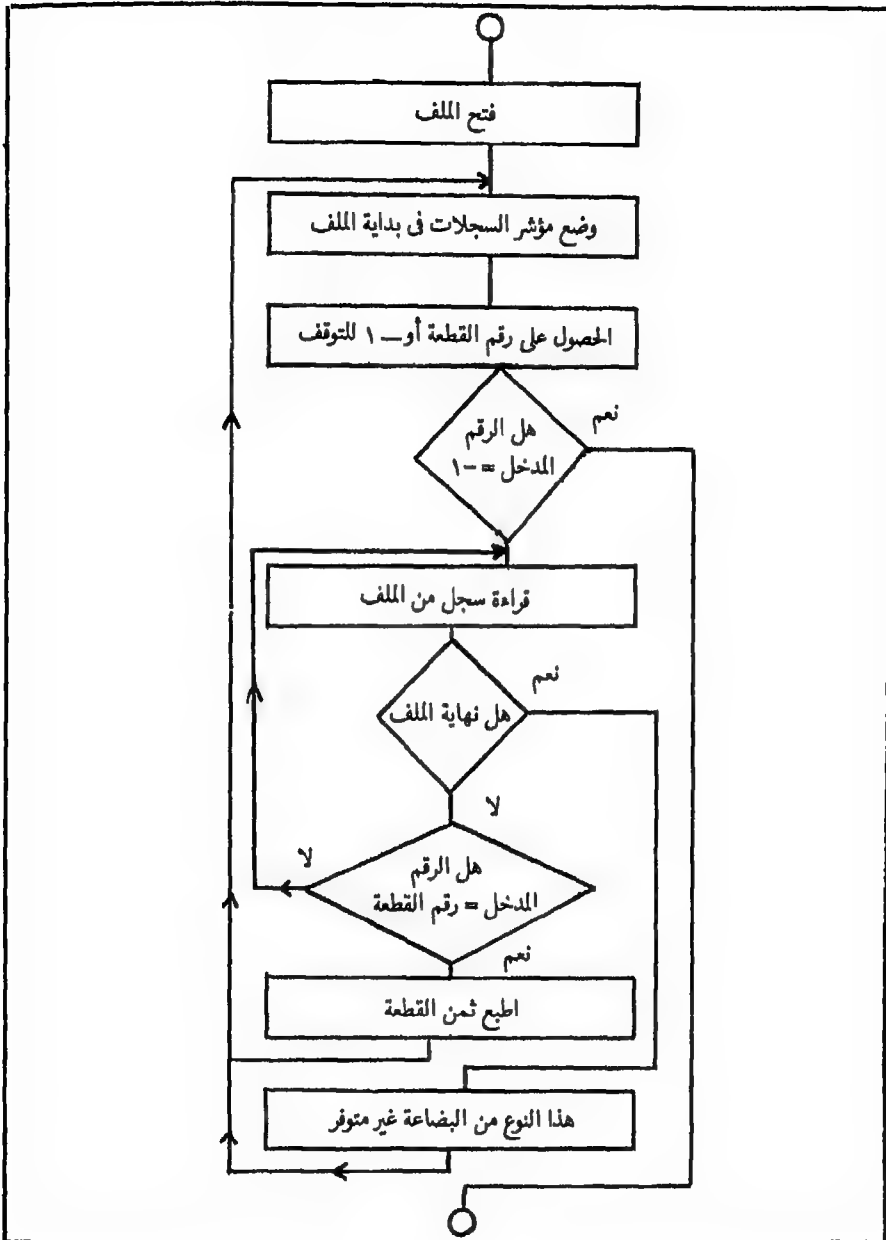 فتح الملف
وضع مؤشر السجلات فى بداية الملف
الحصول على رقم القطعة أو — ١ للتوقف
نعم
هل الرقم
المدخل = -١
قراءة سجل من الملف
نعم
هل نهاية الملف
لا
لا
هل الرقم
المدخل = رقم القطعة
نعم
اطبع ثمن القطعة
هذا النوع من البضاعة غير متوفر